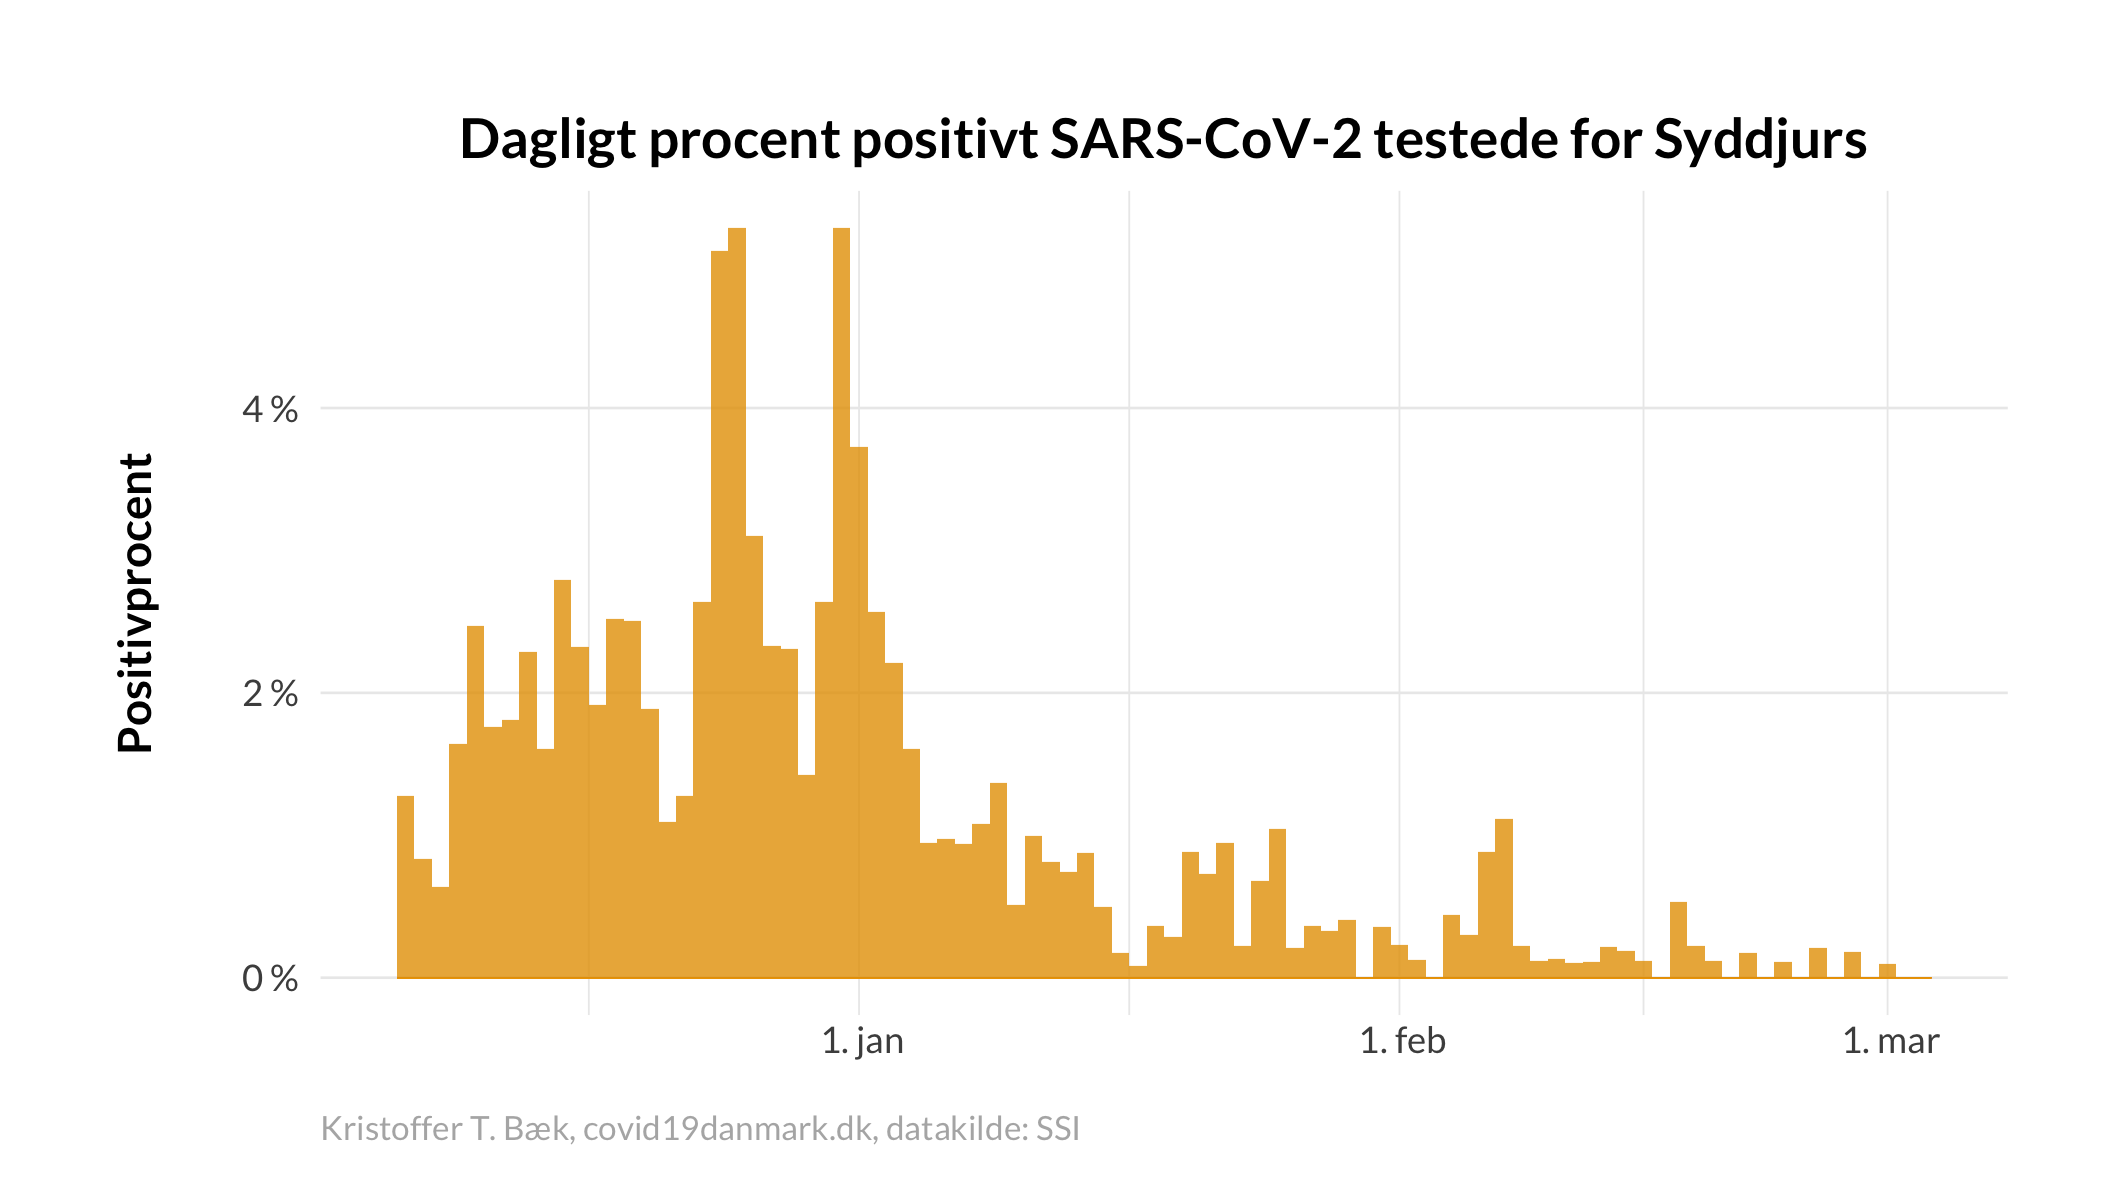 Dagligt procent positivt SARS-CoV-2 testede for Syddjurs
Positivprocent
4 %
2 %
0 %
1. jan
1. feb
1. mar
Kristoffer T. Bæk, covid19danmark.dk, datakilde: SSI